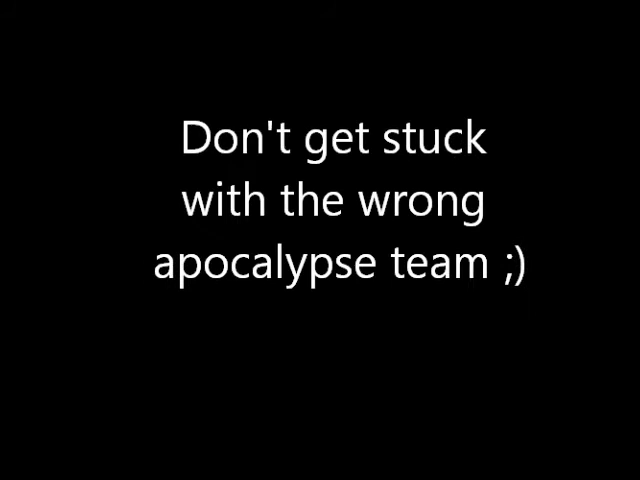 Don't get stuck
with the wrong
apocalypse team ;)